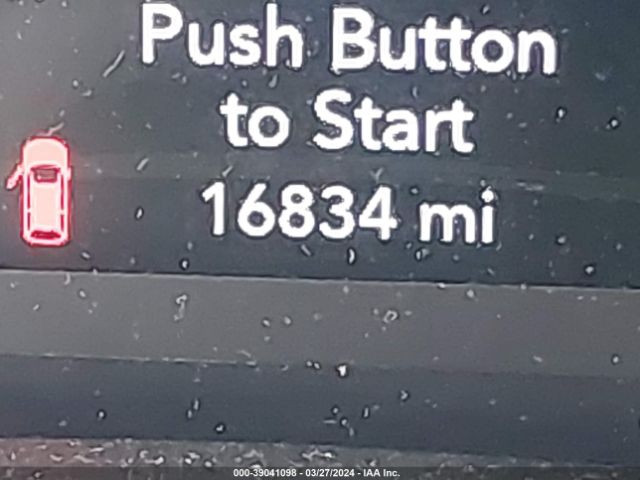 Push Button
to Start
16834 mi
000-39041098 - 03/27/2024 - IAA Inc.